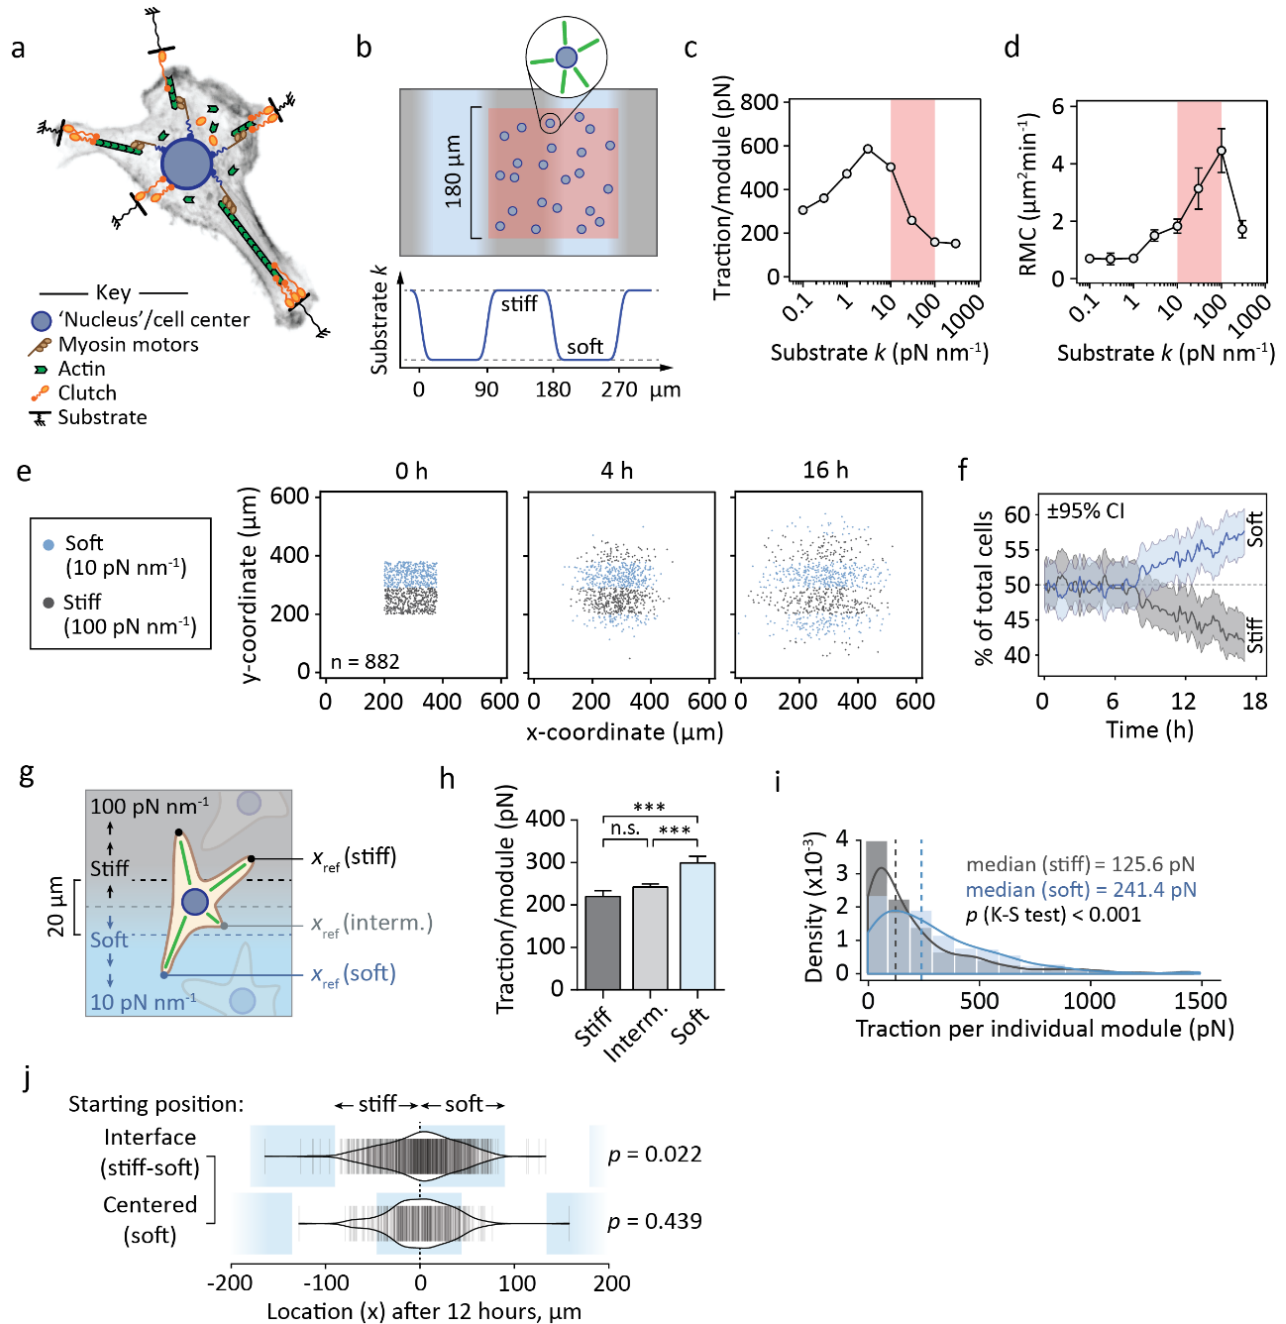 a
Key
'Nucleus'/cell center
Myosin motors
Actin
Clutch
Substrate
b
180 µm
Substrate k
stiff
soft
0 90 180 270 µm
c
Traction/module (pN)
800
600
400
200
0
0.1 1 10 100 1000
Substrate k (pN nm⁻¹)
d
RMC (µm²min⁻¹)
6
4
2
0
0.1 1 10 100 1000
Substrate k (pN nm⁻¹)
e
Soft
(10 pN nm⁻¹)
Stiff
(100 pN nm⁻¹)
0 h 4 h 16 h
y-coordinate (µm)
600
400
200
0
n = 882
0 200 400 600 0 200 400 600 0 200 400 600
x-coordinate (µm)
f
% of total cells
±95% CI
60
55
50
45
40
Soft
Stiff
0 6 12 18
Time (h)
g
100 pN nm⁻¹
Stiff
20 µm
Soft
10 pN nm⁻¹
xref (stiff)
xref (interm.)
xref (soft)
h
Traction/module (pN)
400
300
200
100
0
***
n.s. ***
Stiff Interm. Soft
i
Density (x10⁻³)
4
3
2
1
0
median (stiff) = 125.6 pN
median (soft) = 241.4 pN
p (K-S test) < 0.001
0 500 1000 1500
Traction per individual module (pN)
j
Starting position:
stiff soft
Interface
(stiff-soft)
p = 0.022
Centered
(soft)
p = 0.439
-200 -100 0 100 200
Location (x) after 12 hours, µm